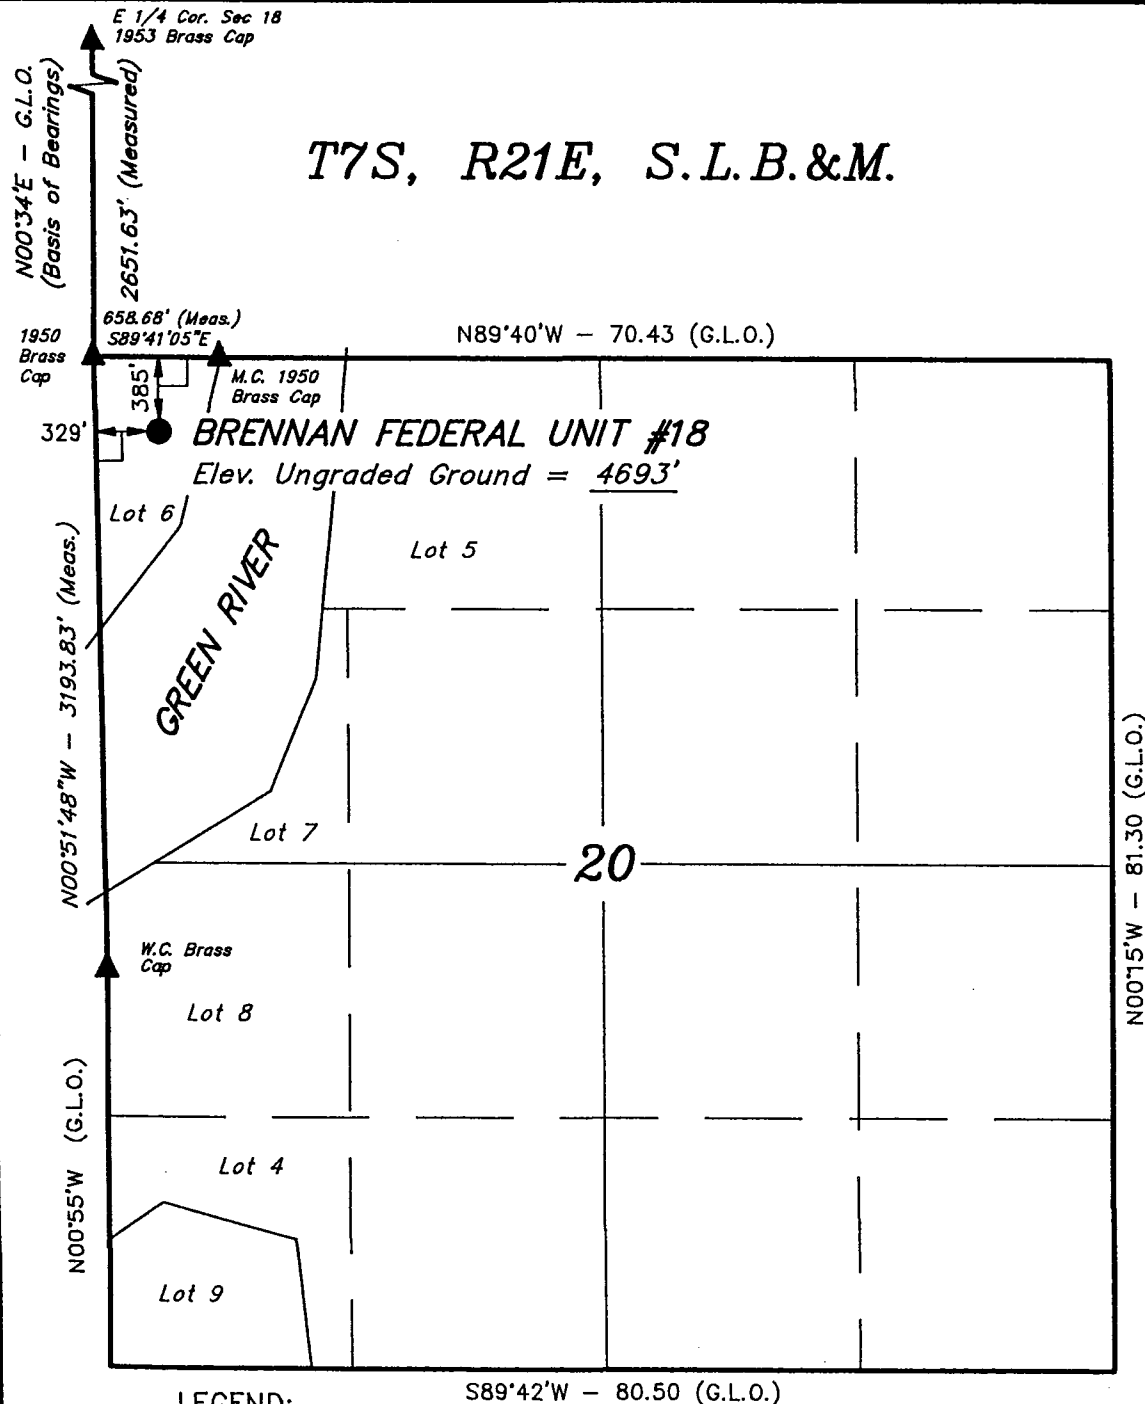 E 1/4 Cor. Sec 18
1953 Brass Cap
N00°34'E - G.L.O.
(Basis of Bearings)
2651.63' (Measured)
T7S, R21E, S.L.B.&M.
658.68' (Meas.)
S89°41'05"E
N89°40'W - 70.43 (G.L.O.)
1950
Brass
Cap
M.C. 1950
Brass Cap
385'
329'
BRENNAN FEDERAL UNIT #18
Elev. Ungraded Ground = 4693'
Lot 6
Lot 5
GREEN RIVER
N00°51'48"W - 3193.83' (Meas.)
Lot 7
20
N00°15'W - 81.30 (G.L.O.)
W.C. Brass
Cap
Lot 8
N00°55'W (G.L.O.)
Lot 4
Lot 9
S89°42'W - 80.50 (G.L.O.)
LEGEND: